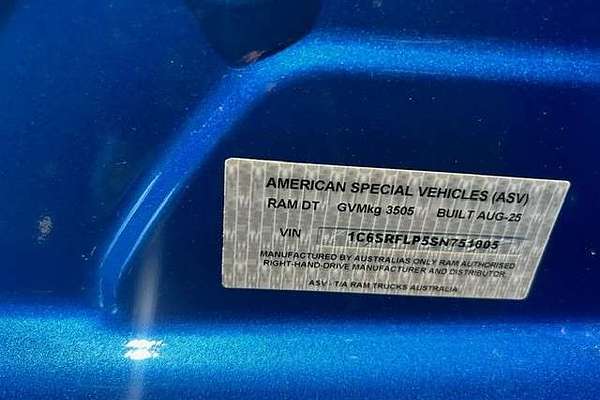 AMERICAN SPECIAL VEHICLES (ASV)
RAM DT GVMkg 3505 BUILT AUG-25
VIN 1C6SRFLP5SN751005
MANUFACTURED BY AUSTRALIAS ONLY RAM AUTHORISED
RIGHT-HAND-DRIVE MANUFACTURER AND DISTRIBUTOR.
ASV - T/A RAM TRUCKS AUSTRALIA